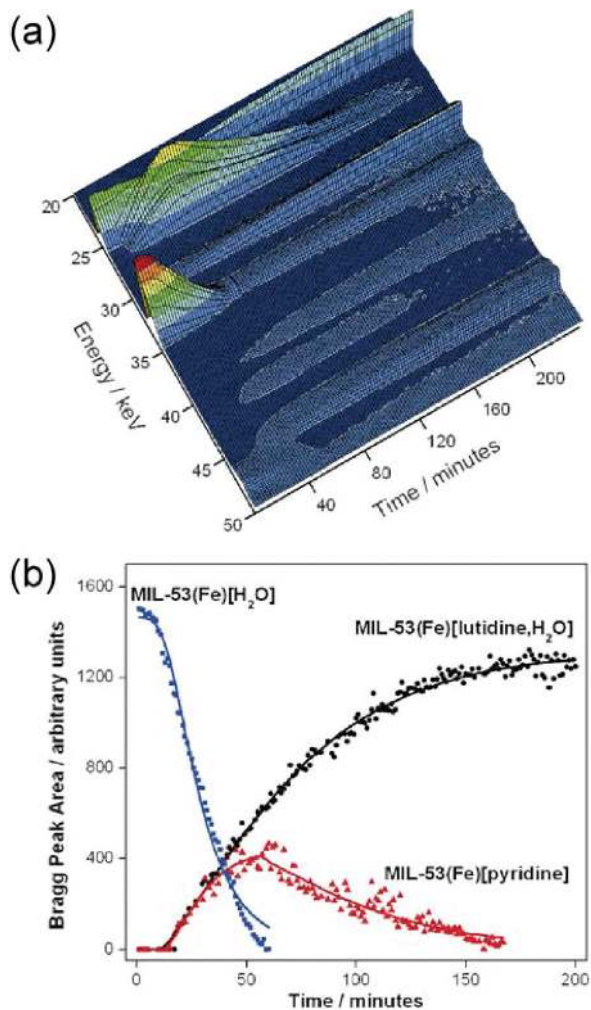 (a)
20
25
30
35
40
45
50
Energy / keV
40
80
120
160
200
Time / minutes
(b)
1600
1200
800
400
0
Bragg Peak Area / arbitrary units
MIL-53(Fe)[H₂O]
MIL-53(Fe)[lutidine,H₂O]
MIL-53(Fe)[pyridine]
0
50
100
150
200
Time / minutes